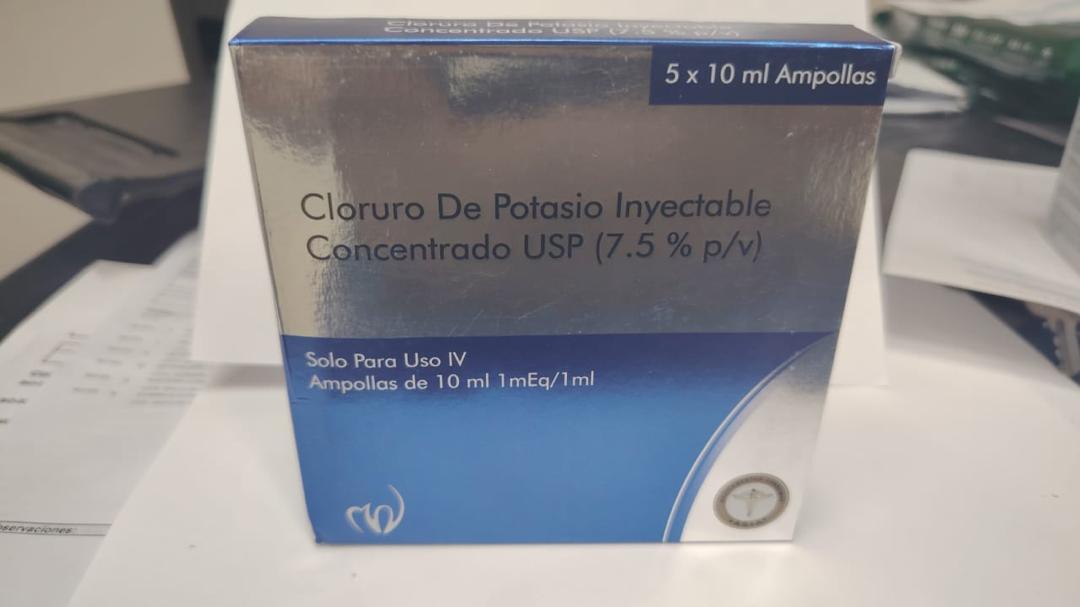 Cloruro De Potasio Inyectable
Concentrado USP (7.5 % p/v)
5 x 10 ml Ampollas
Cloruro De Potasio Inyectable
Concentrado USP (7.5 % p/v)
Solo Para Uso IV
Ampollas de 10 ml 1mEq/1ml